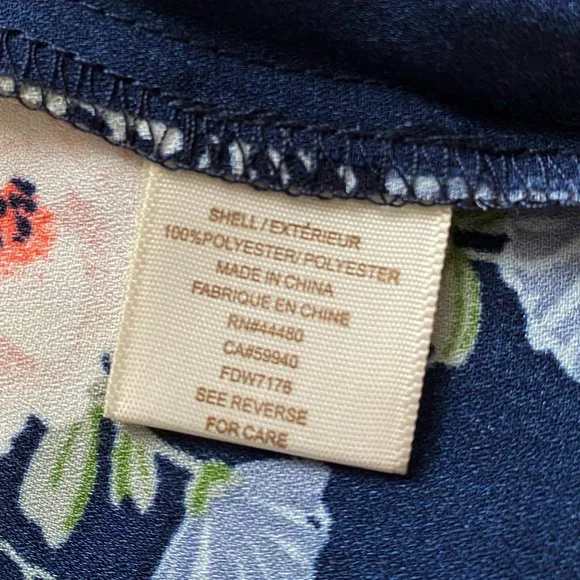 SHELL/EXTÉRIEUR
100%POLYESTER/POLYESTER
MADE IN CHINA
FABRIQUE EN CHINE
RN#44480
CA#59940
FDW7178
SEE REVERSE
FOR CARE